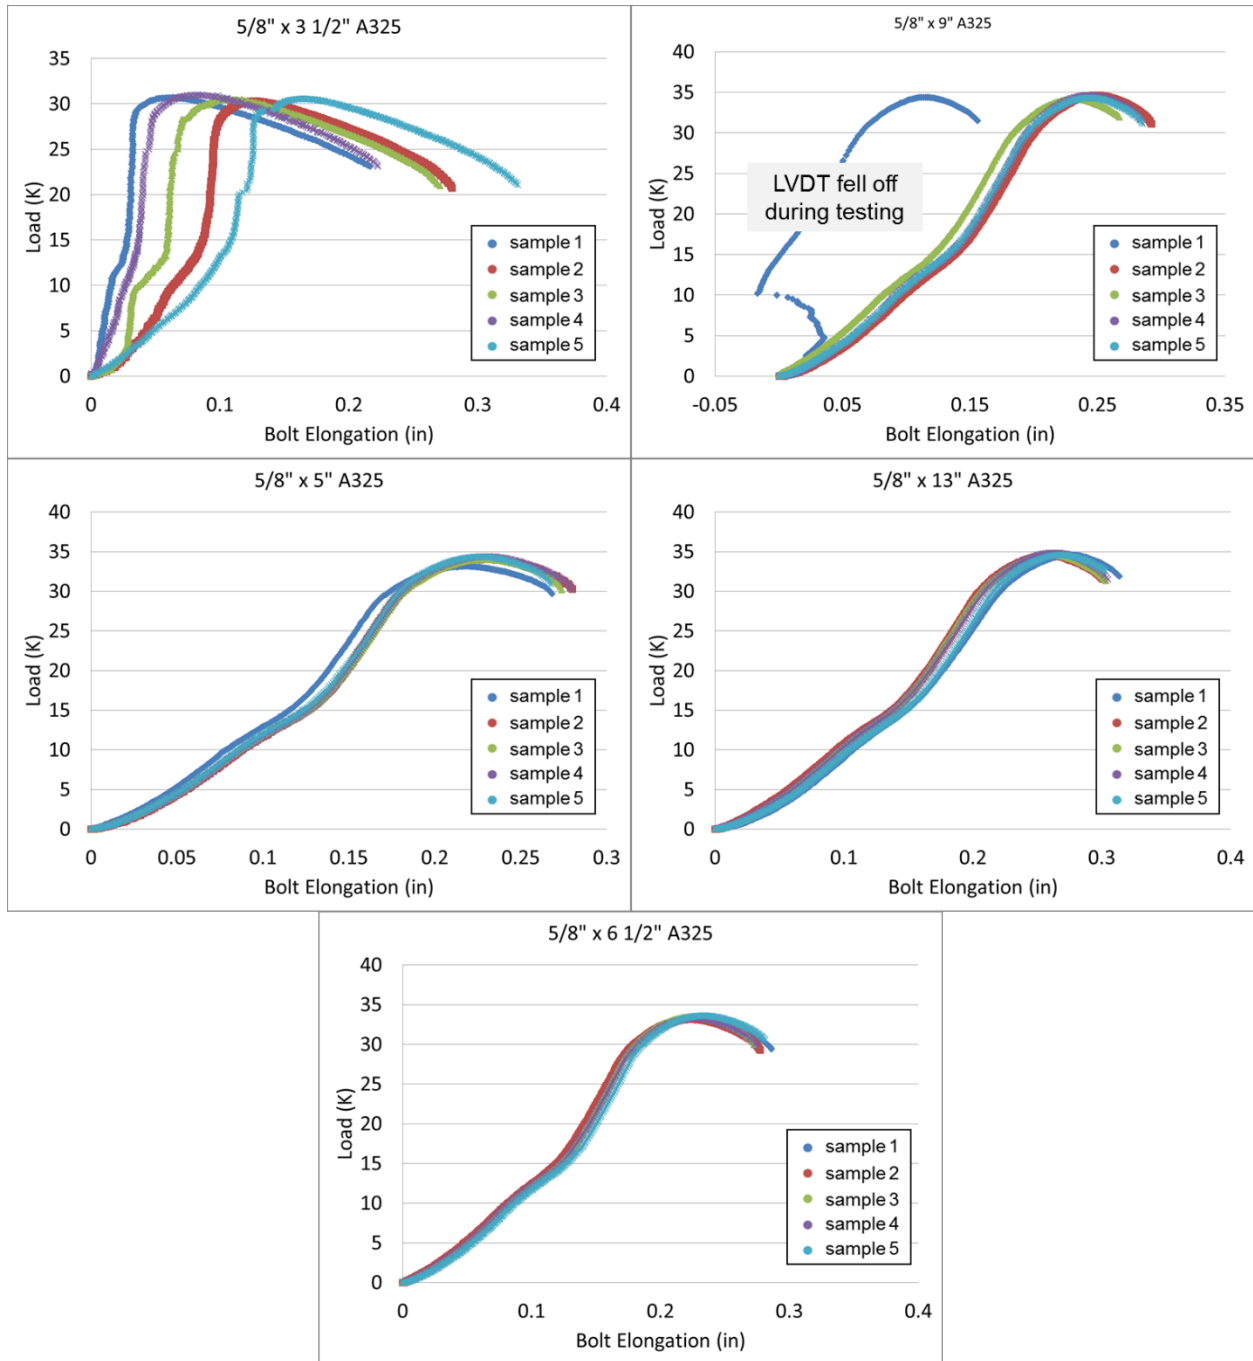 5/8" x 3 1/2" A325
35
30
25
20
15
10
5
0
Load (K)
0 0.1 0.2 0.3 0.4
Bolt Elongation (in)
sample 1
sample 2
sample 3
sample 4
sample 5
5/8" x 9" A325
40
35
30
25
20
15
10
5
0
Load (K)
-0.05 0.05 0.15 0.25 0.35
Bolt Elongation (in)
LVDT fell off
during testing
sample 1
sample 2
sample 3
sample 4
sample 5
5/8" x 5" A325
40
35
30
25
20
15
10
5
0
Load (K)
0 0.05 0.1 0.15 0.2 0.25 0.3
Bolt Elongation (in)
sample 1
sample 2
sample 3
sample 4
sample 5
5/8" x 13" A325
40
35
30
25
20
15
10
5
0
Load (K)
0 0.1 0.2 0.3 0.4
Bolt Elongation (in)
sample 1
sample 2
sample 3
sample 4
sample 5
5/8" x 6 1/2" A325
40
35
30
25
20
15
10
5
0
Load (K)
0 0.1 0.2 0.3 0.4
Bolt Elongation (in)
sample 1
sample 2
sample 3
sample 4
sample 5